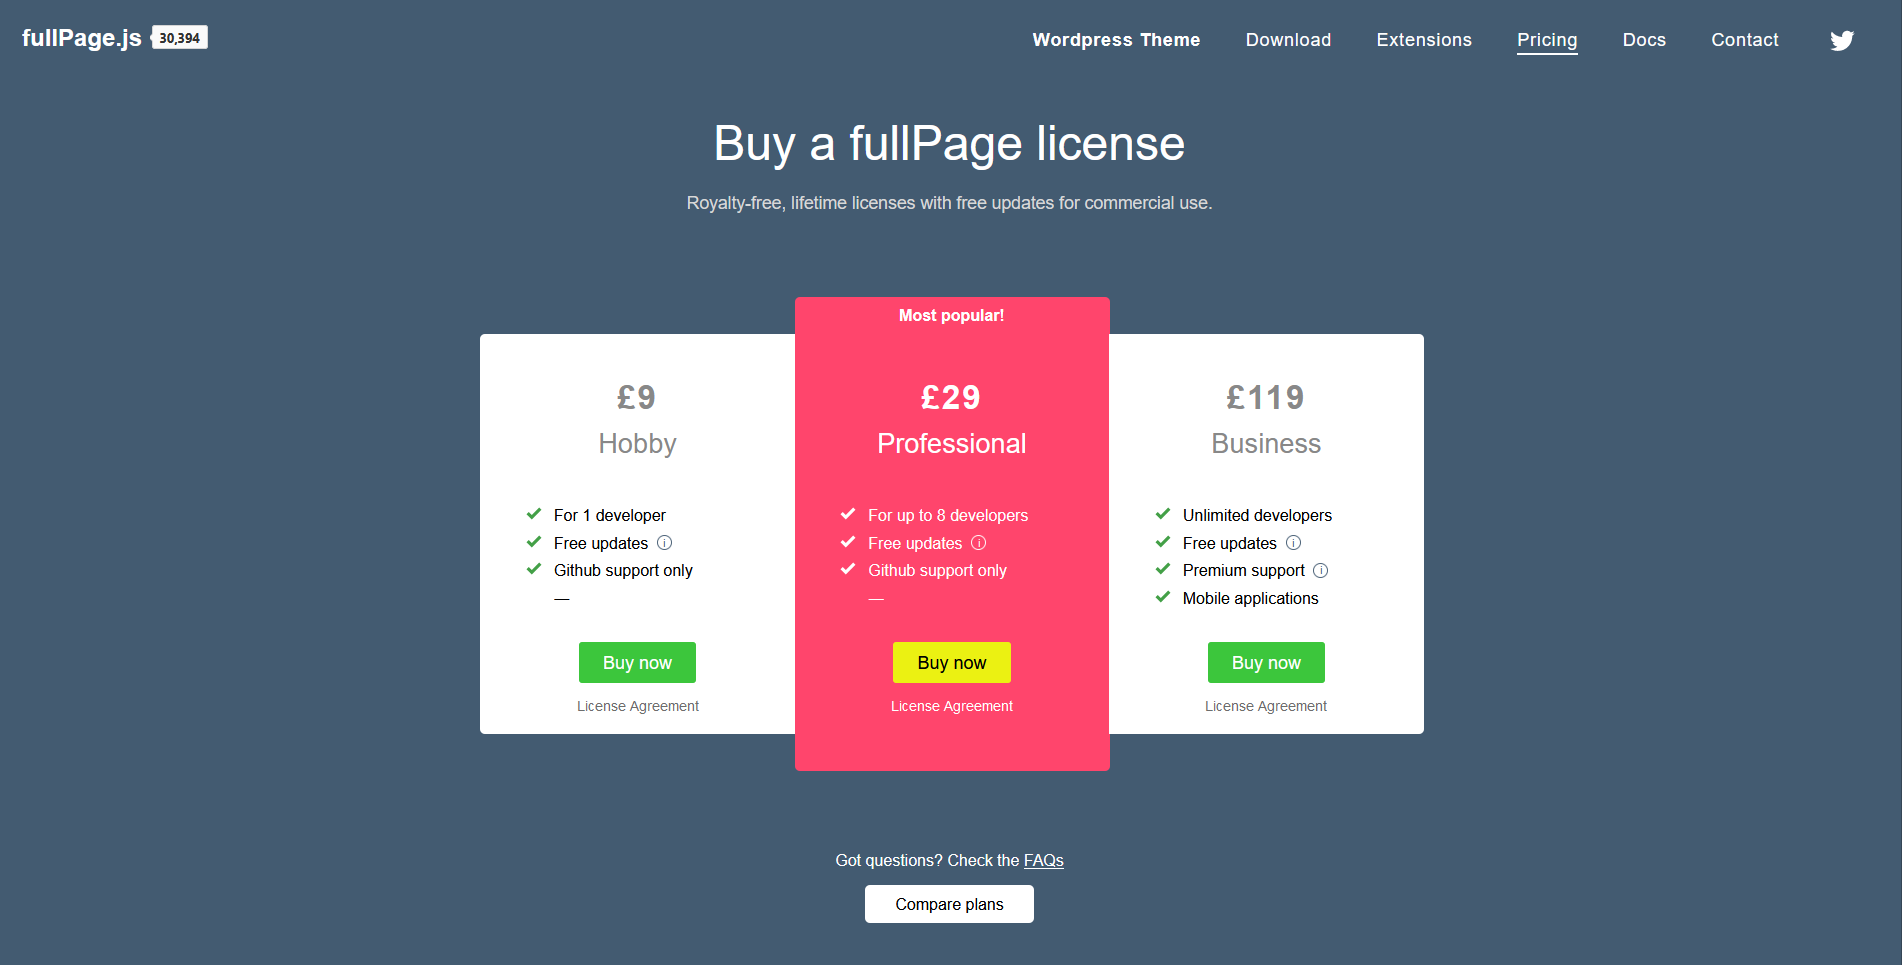 fullPage.js 30,394 Wordpress Theme Download Extensions Pricing Docs Contact
Buy a fullPage license
Royalty-free, lifetime licenses with free updates for commercial use.
£9
Hobby
For 1 developer
Free updates
Github support only
—
Buy now
License Agreement
Most popular!
£29
Professional
For up to 8 developers
Free updates
Github support only
—
Buy now
License Agreement
£119
Business
Unlimited developers
Free updates
Premium support
Mobile applications
Buy now
License Agreement
Got questions? Check the FAQs
Compare plans